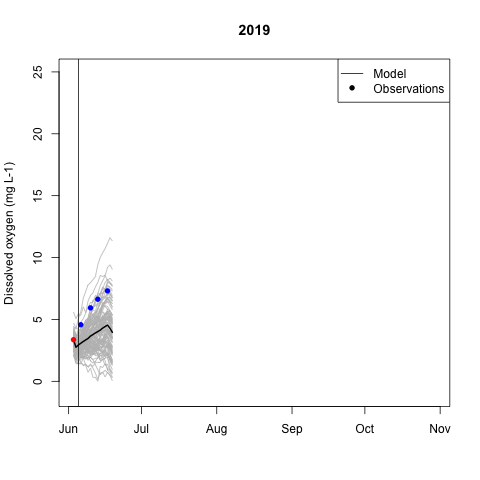 2019
Model
Observations
25
20
15
10
5
0
Dissolved oxygen (mg L-1)
Jun Jul Aug Sep Oct Nov